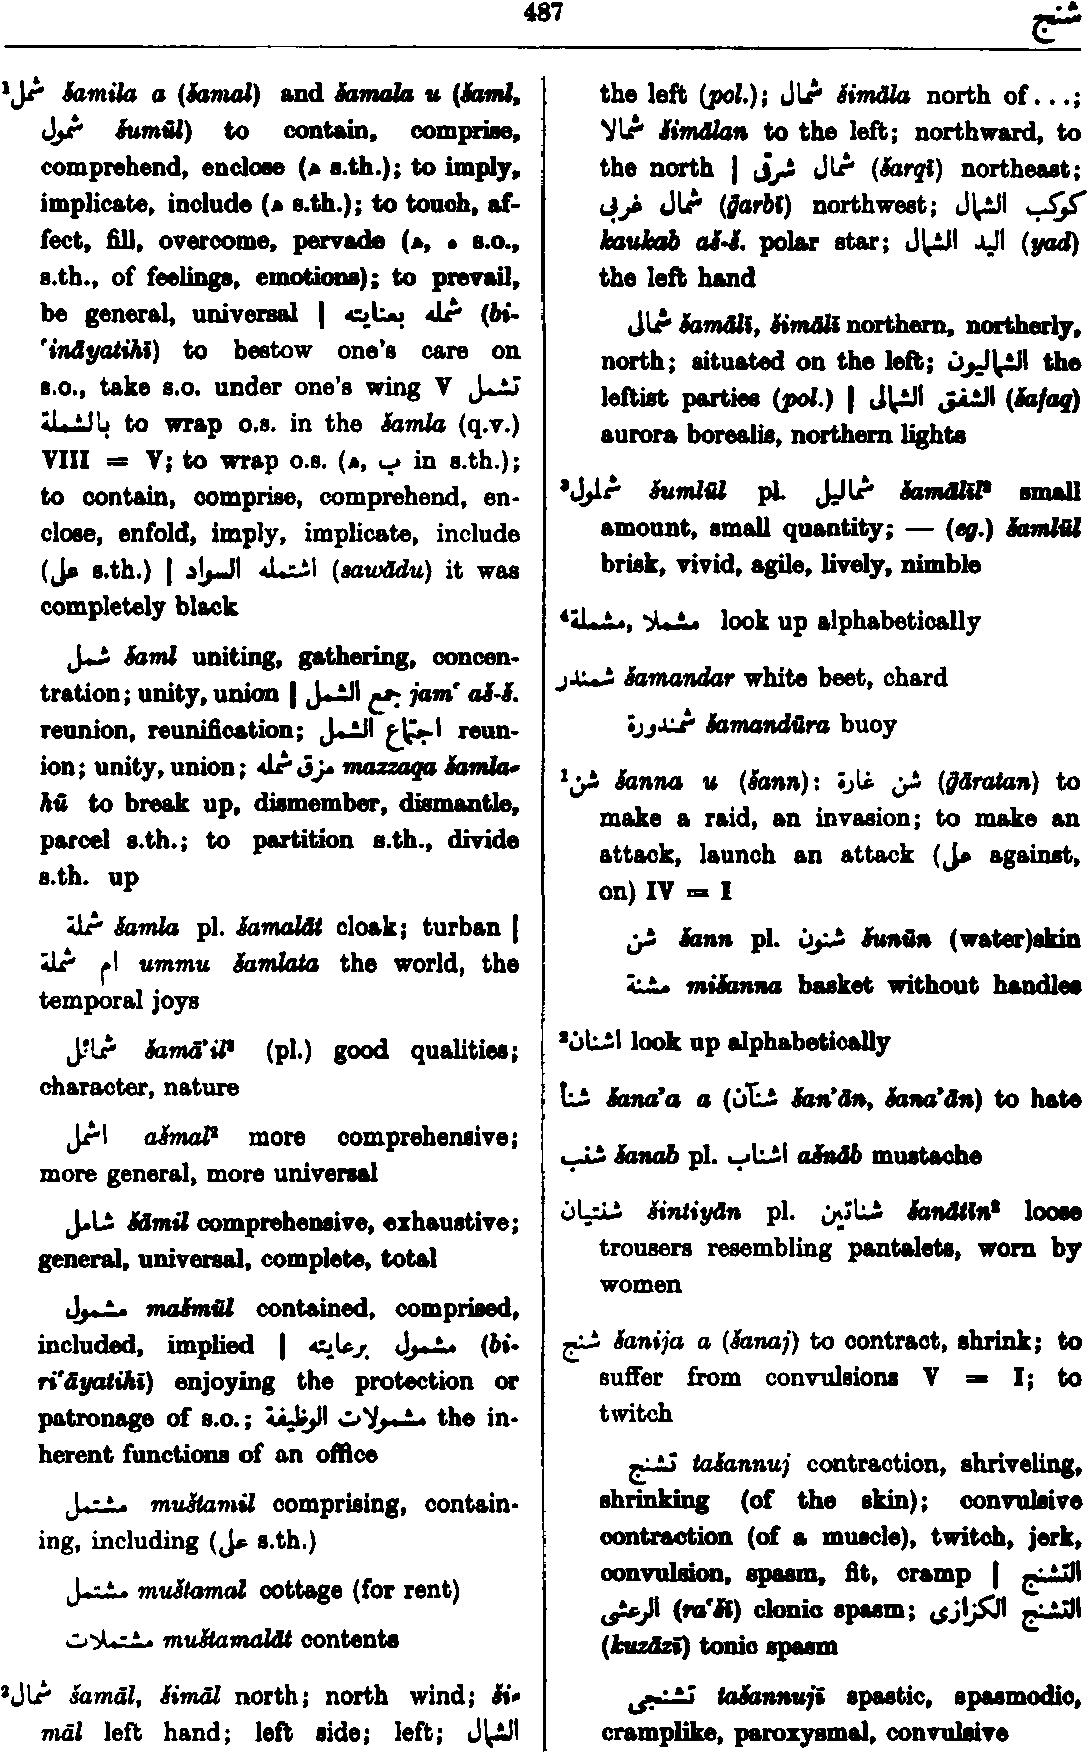 487
شنج
¹شمل šamila a (šamal) and šamala u (šaml,
شمول šumūl) to contain, comprise,
comprehend, enclose (ه s.th.); to imply,
implicate, include (ه s.th.); to touch, af-
fect, fill, overcome, pervade (ه, ه s.o.,
s.th., of feelings, emotions); to prevail,
be general, universal | شمله بعنايته (bi-
ʿināyatihī) to bestow one's care on
s.o., take s.o. under one's wing V تشمل
بالشملة to wrap o.s. in the šamla (q.v.)
VIII = V; to wrap o.s. (ه, ب in s.th.);
to contain, comprise, comprehend, en-
close, enfold, imply, implicate, include
(على s.th.) | اشتمله السواد (sawādu) it was
completely black
شمل šaml uniting, gathering, concen-
tration; unity, union | جمع الشمل jamʿ aš-š.
reunion, reunification; اجتماع الشمل reun-
ion; unity, union; مزق شمله mazzaqa šamla-
hū to break up, dismember, dismantle,
parcel s.th.; to partition s.th., divide
s.th. up
شملة šamla pl. šamalāt cloak; turban |
ام شملة ummu šamlata the world, the
temporal joys
شمائل šamāʾil² (pl.) good qualities;
character, nature
اشمل ašmal² more comprehensive;
more general, more universal
شامل šāmil comprehensive, exhaustive;
general, universal, complete, total
مشمول mašmūl contained, comprised,
included, implied | مشمول برعايته (bi-
riʿāyatihī) enjoying the protection or
patronage of s.o.; مشمولات الوظيفة the in-
herent functions of an office
مشتمل muštamil comprising, contain-
ing, including (على s.th.)
مشتمل muštamal cottage (for rent)
مشتملات muštamalāt contents
²شمال šamāl, šimāl north; north wind; ši-
māl left hand; left side; left; الشمال
the left (pol.); شمال šimāla north of...;
شمالا šimālan to the left; northward, to
the north | شمال شرقى (šarqī) northeast;
شمال غربى (ḡarbī) northwest; كوكب الشمال
kaukab aš-š. polar star; اليد الشمال (yad)
the left hand
شمالى šamālī, šimālī northern, northerly,
north; situated on the left; الشماليون the
leftist parties (pol.) | الشفق الشمالى (šafaq)
aurora borealis, northern lights
³شملول šumlūl pl. شماليل šamālīl² small
amount, small quantity; — (eg.) šamlūl
brisk, vivid, agile, lively, nimble
⁴مشملا, مشملة look up alphabetically
شمندر šamandar white beet, chard
شمندورة šamandūra buoy
¹شن šanna u (šann): شن غارة (ḡāratan) to
make a raid, an invasion; to make an
attack, launch an attack (على against,
on) IV = I
شن šann pl. شنون šunūn (water)skin
مشنة mišanna basket without handles
²اشنان look up alphabetically
شنأ šanaʾa a (شنآن šanʾān, šanaʾān) to hate
شنب šanab pl. اشناب ašnāb mustache
شنتيان šintiyān pl. شناتين šanātīn² loose
trousers resembling pantalets, worn by
women
شنج šanija a (šanaj) to contract, shrink; to
suffer from convulsions V = I; to
twitch
تشنج tašannuj contraction, shriveling,
shrinking (of the skin); convulsive
contraction (of a muscle), twitch, jerk,
convulsion, spasm, fit, cramp | التشنج
الرعشى (raʿšī) clonic spasm; التشنج الكزازى
(kuzāzī) tonic spasm
تشنجى tašannujī spastic, spasmodic,
cramplike, paroxysmal, convulsive